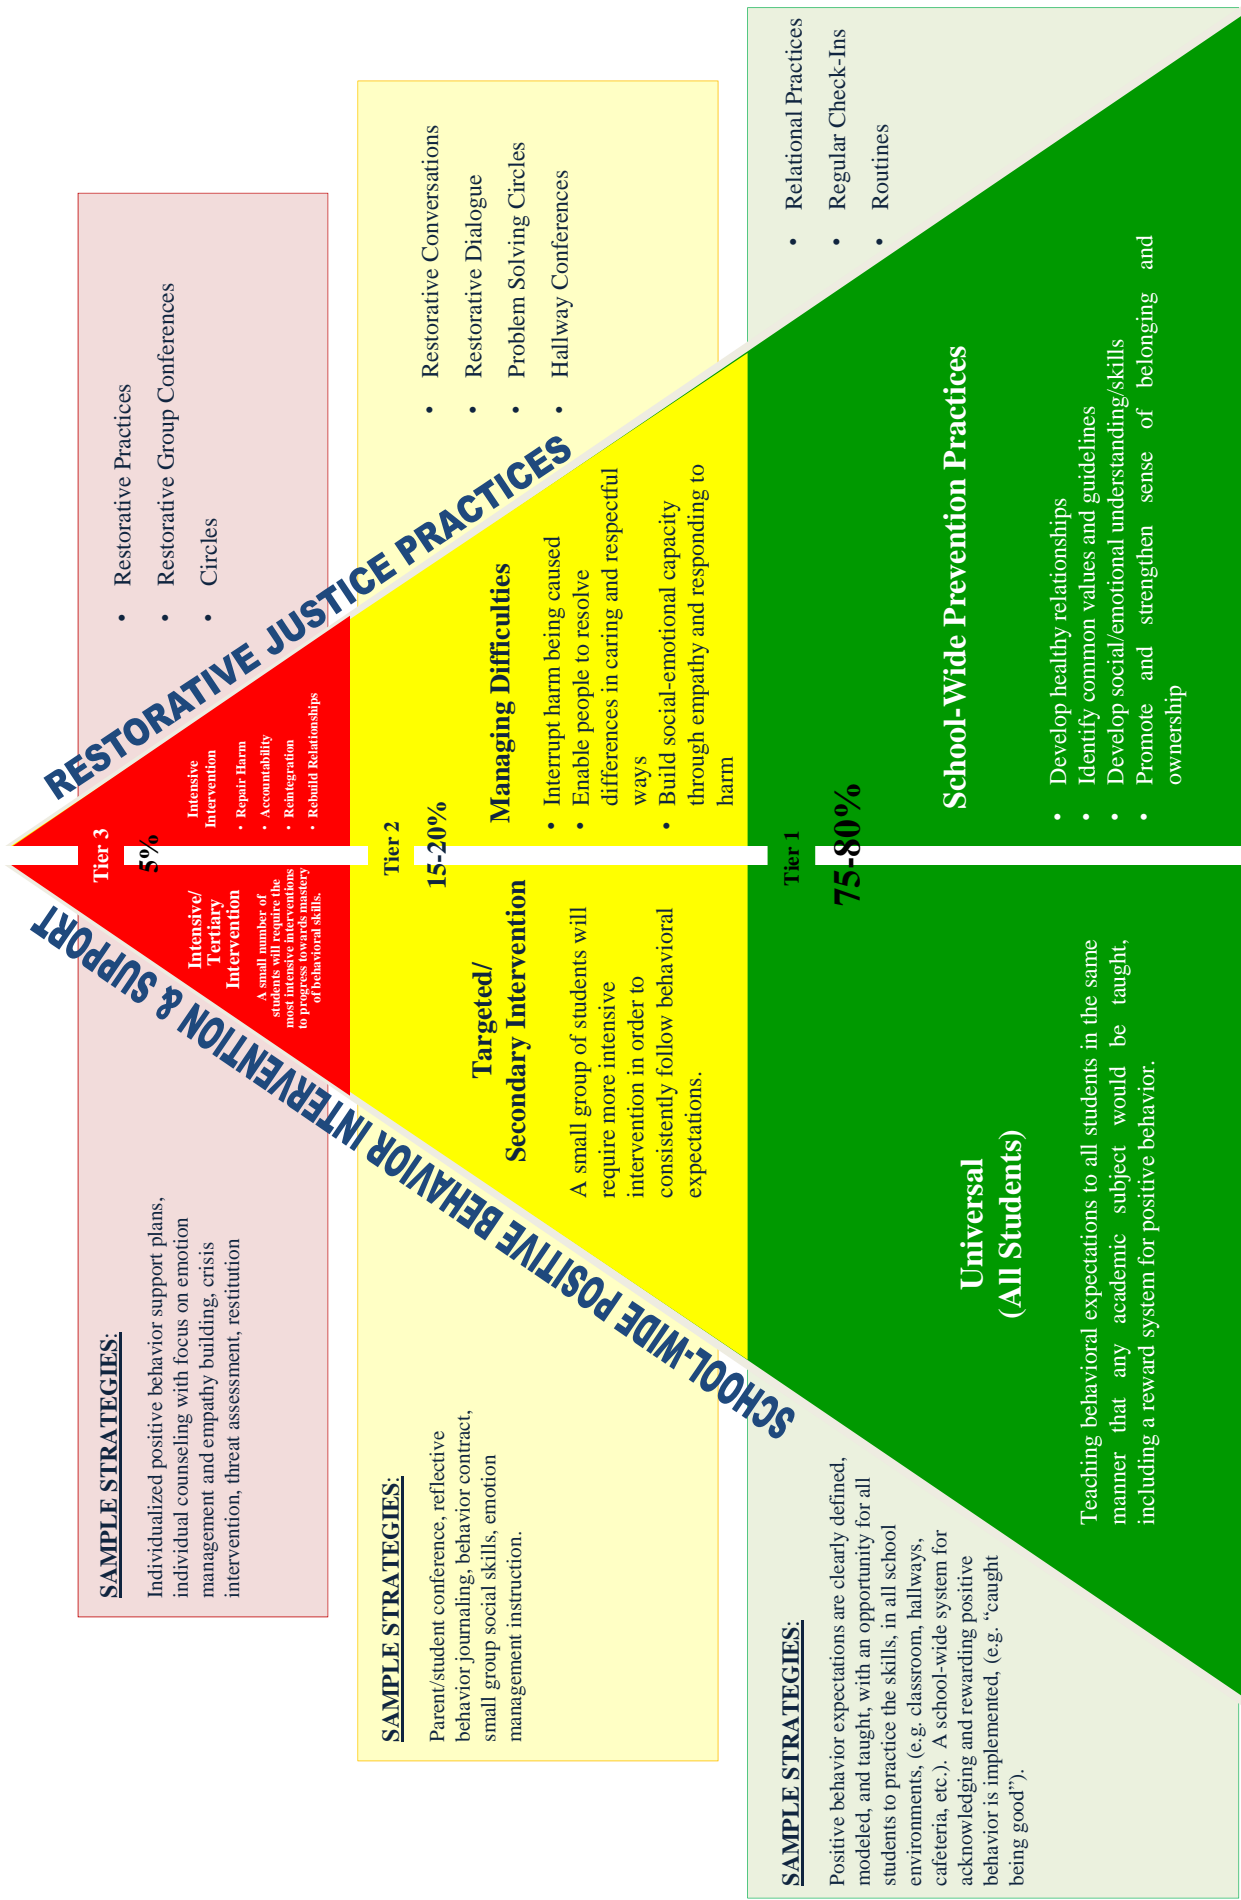 SCHOOL-WIDE POSITIVE BEHAVIOR INTERVENTION & SUPPORT
RESTORATIVE JUSTICE PRACTICES
SAMPLE STRATEGIES:
Individualized positive behavior support plans,
individual counseling with focus on emotion
management and empathy building, crisis
intervention, threat assessment, restitution
Tier 3
5%
Intensive/
Tertiary
Intervention
A small number of
students will require the
most intensive interventions
to progress towards mastery
of behavioral skills.
Intensive
Intervention
• Repair Harm
• Accountability
• Reintegration
• Rebuild Relationships
• Restorative Practices
• Restorative Group Conferences
• Circles
SAMPLE STRATEGIES:
Parent/student conference, reflective
behavior journaling, behavior contract,
small group social skills, emotion
management instruction.
Tier 2
15-20%
Targeted/
Secondary Intervention
A small group of students will
require more intensive
intervention in order to
consistently follow behavioral
expectations.
Managing Difficulties
• Interrupt harm being caused
• Enable people to resolve
differences in caring and respectful
ways
• Build social-emotional capacity
through empathy and responding to
harm
• Restorative Conversations
• Restorative Dialogue
• Problem Solving Circles
• Hallway Conferences
SAMPLE STRATEGIES:
Positive behavior expectations are clearly defined,
modeled, and taught, with an opportunity for all
students to practice the skills, in all school
environments, (e.g. classroom, hallways,
cafeteria, etc.). A school-wide system for
acknowledging and rewarding positive
behavior is implemented, (e.g. “caught
being good”).
Tier 1
75-80%
Universal
(All Students)
Teaching behavioral expectations to all students in the same
manner that any academic subject would be taught,
including a reward system for positive behavior.
School-Wide Prevention Practices
• Develop healthy relationships
• Identify common values and guidelines
• Develop social/emotional understanding/skills
• Promote and strengthen sense of belonging and
ownership
• Relational Practices
• Regular Check-Ins
• Routines